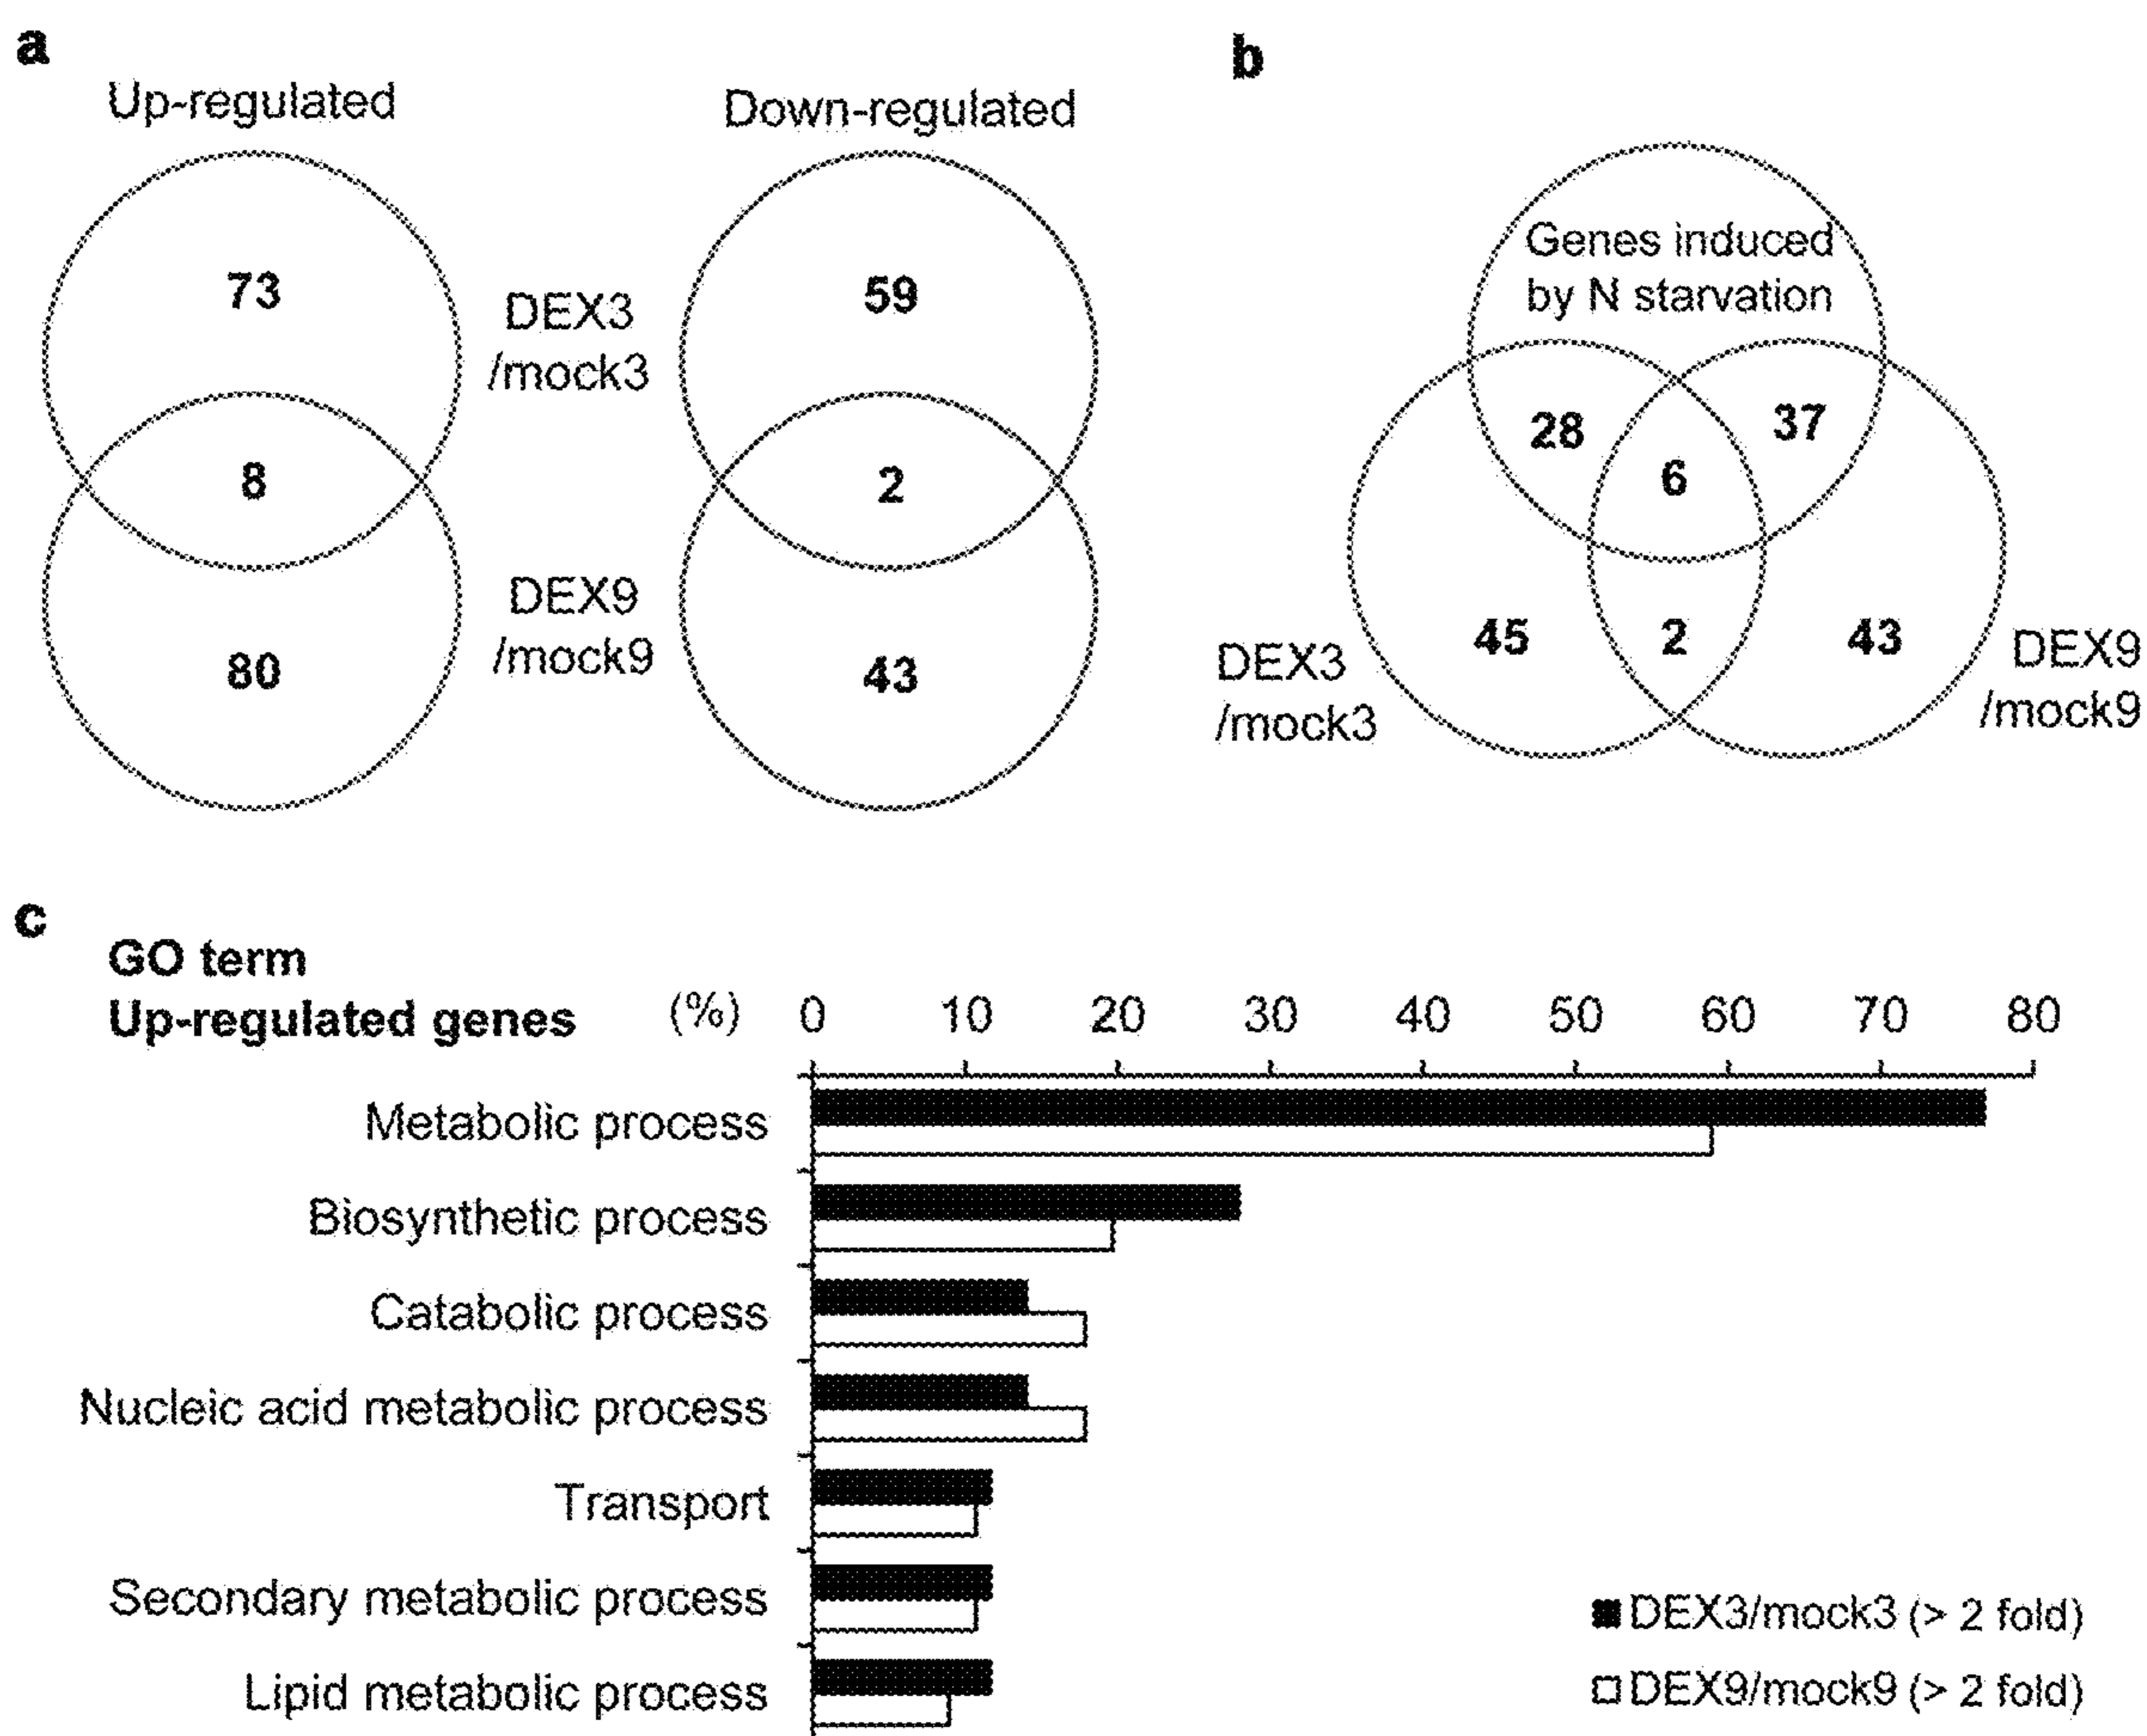 a
Up-regulated
Down-regulated
73
59
DEX3
/mock3
8
2
DEX9
/mock9
80
43
b
Genes induced
by N starvation
28
37
6
45
2
43
DEX3
/mock3
DEX9
/mock9
c
GO term
Up-regulated genes (%) 0 10 20 30 40 50 60 70 80
Metabolic process
Biosynthetic process
Catabolic process
Nucleic acid metabolic process
Transport
Secondary metabolic process
Lipid metabolic process
DEX3/mock3 (> 2 fold)
DEX9/mock9 (> 2 fold)